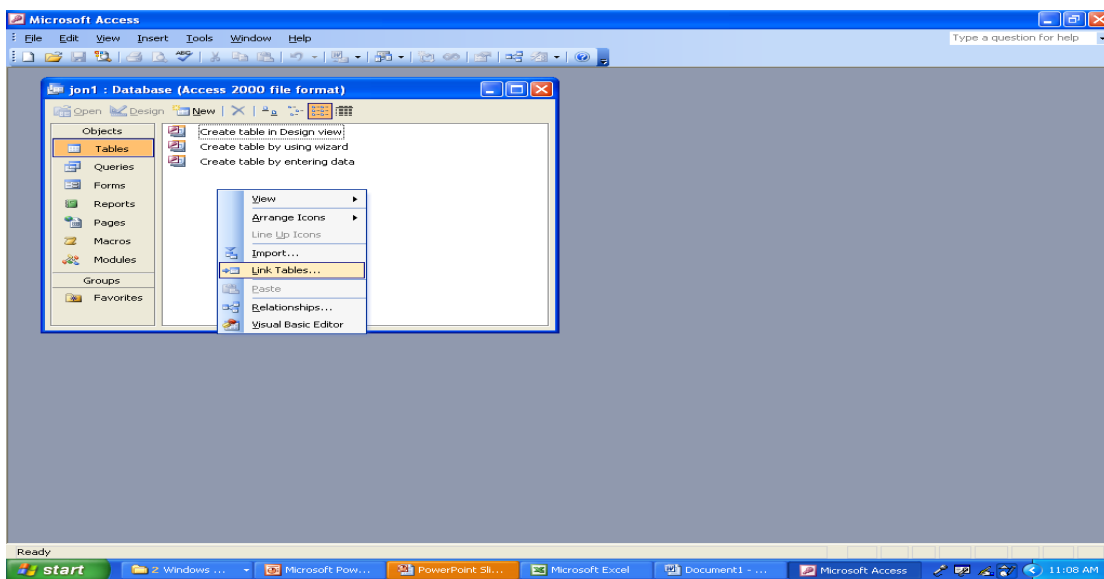 Microsoft Access
File Edit View Insert Tools Window Help
Type a question for help
jon1 : Database (Access 2000 file format)
Open Design New
Objects
Tables
Queries
Forms
Reports
Pages
Macros
Modules
Groups
Favorites
Create table in Design view
Create table by using wizard
Create table by entering data
View
Arrange Icons
Line Up Icons
Import...
Link Tables...
Paste
Relationships...
Visual Basic Editor
Ready
start 2 Windows ... Microsoft Pow... PowerPoint Sli... Microsoft Excel Document1 - ... Microsoft Access 11:08 AM